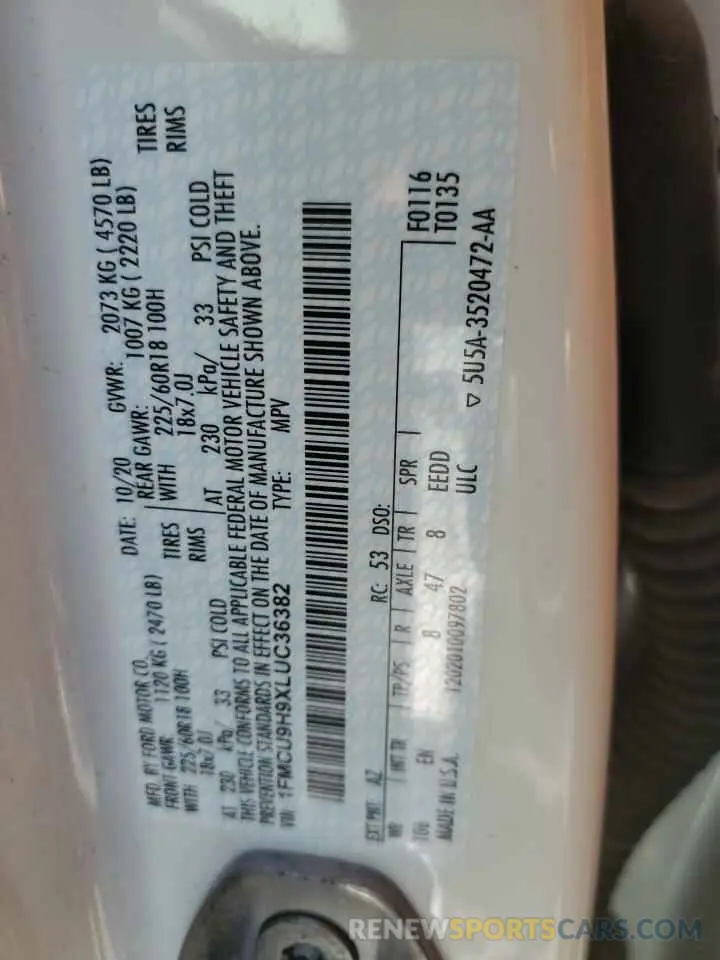 MFD. BY FORD MOTOR CO. DATE: 10/20 GVWR: 2073 KG ( 4570 LB)
FRONT GAWR: 1120 KG ( 2470 LB) REAR GAWR: 1007 KG ( 2220 LB)
WITH 225/60R18 100H TIRES WITH 225/60R18 100H TIRES
18x7.0J RIMS 18x7.0J RIMS
AT 230 kPa/ 33 PSI COLD AT 230 kPa/ 33 PSI COLD
THIS VEHICLE CONFORMS TO ALL APPLICABLE FEDERAL MOTOR VEHICLE SAFETY AND THEFT
PREVENTION STANDARDS IN EFFECT ON THE DATE OF MANUFACTURE SHOWN ABOVE.
VIN: 1FMCU9H9XLUC36382 TYPE: MPV
EXT PNT: AZ RC: 53 DSO:
WB INT TR TP/PS R AXLE TR SPR F0116
106 EN 8 47 8 EEDD T0135
MADE IN U.S.A. 1202010097802 ULC
▽ 5U5A-3520472-AA
RENEWSPORTSCARS.COM